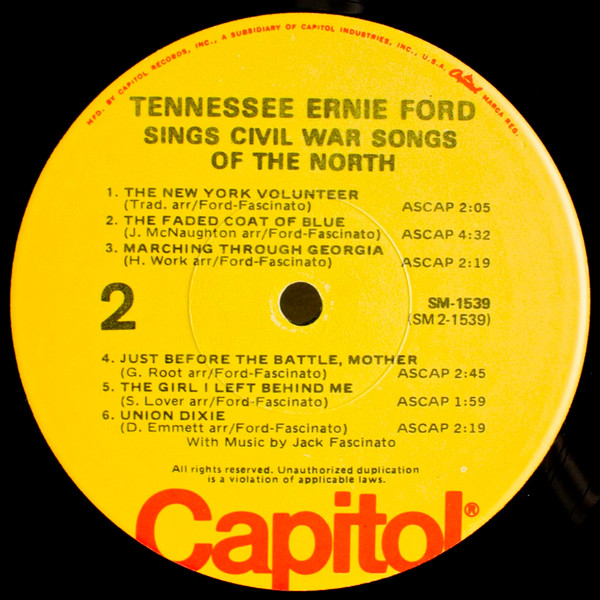 MFD. BY CAPITOL RECORDS, INC., A SUBSIDIARY OF CAPITOL INDUSTRIES, INC., U.S.A. Capitol MARCA REG.
TENNESSEE ERNIE FORD
SINGS CIVIL WAR SONGS
OF THE NORTH
1. THE NEW YORK VOLUNTEER
(Trad. arr/Ford-Fascinato) ASCAP 2:05
2. THE FADED COAT OF BLUE
(J. McNaughton arr/Ford-Fascinato) ASCAP 4:32
3. MARCHING THROUGH GEORGIA
(H. Work arr/Ford-Fascinato) ASCAP 2:19
2 SM-1539
(SM 2-1539)
4. JUST BEFORE THE BATTLE, MOTHER
(G. Root arr/Ford-Fascinato) ASCAP 2:45
5. THE GIRL I LEFT BEHIND ME
(S. Lover arr/Ford-Fascinato) ASCAP 1:59
6. UNION DIXIE
(D. Emmett arr/Ford-Fascinato) ASCAP 2:19
With Music by Jack Fascinato
All rights reserved. Unauthorized duplication
is a violation of applicable laws.
Capitol®